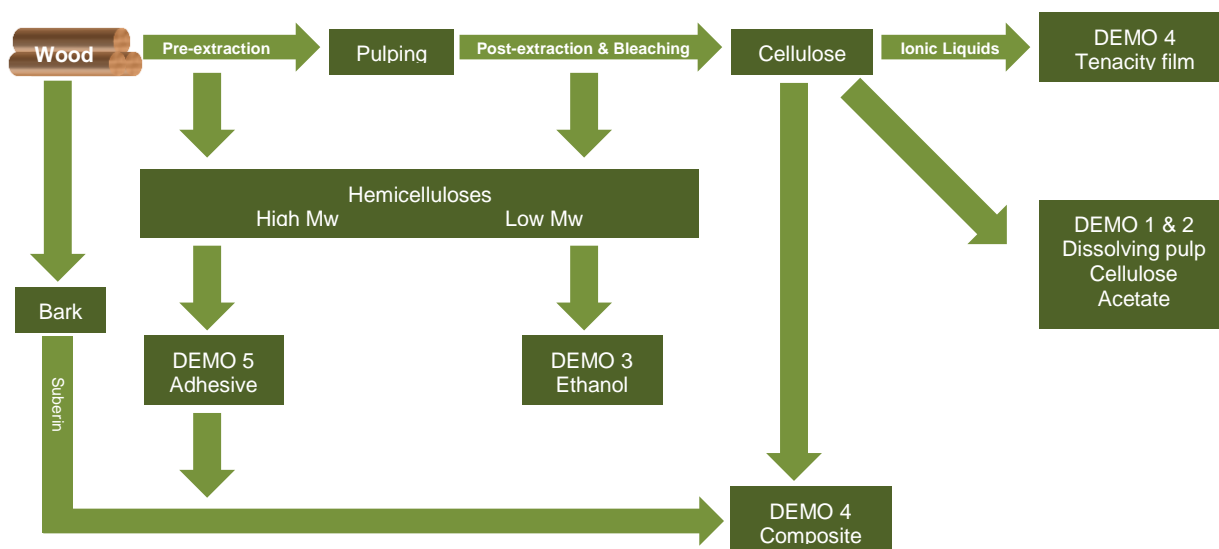 Wood
Pre-extraction
Pulping
Post-extraction & Bleaching
Cellulose
Ionic Liquids
DEMO 4
Tenacity film
Hemicelluloses
High Mw Low Mw
DEMO 1 & 2
Dissolving pulp
Cellulose
Acetate
Bark
DEMO 5
Adhesive
DEMO 3
Ethanol
Suberin
DEMO 4
Composite